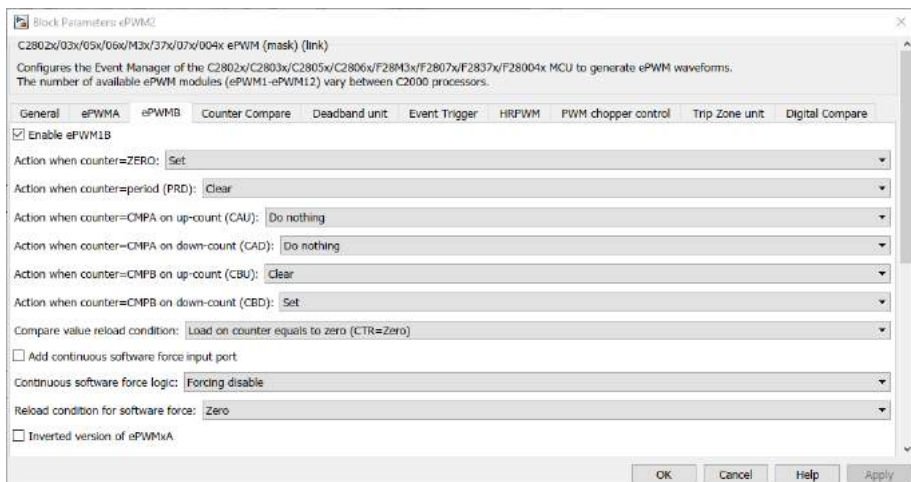 Block Parameters: ePWM2
C2802x/03x/05x/06x/M3x/37x/07x/004x ePWM (mask) (link)
Configures the Event Manager of the C2802x/C2803x/C2805x/C2806x/F28M3x/F2807x/F2837x/F28004x MCU to generate ePWM waveforms.
The number of available ePWM modules (ePWM1-ePWM12) vary between C2000 processors.
General ePWMA ePWMB Counter Compare Deadband unit Event Trigger HRPWM PWM chopper control Trip Zone unit Digital Compare
Enable ePWM1B
Action when counter=ZERO: Set
Action when counter=period (PRD): Clear
Action when counter=CMPA on up-count (CAU): Do nothing
Action when counter=CMPA on down-count (CAD): Do nothing
Action when counter=CMPB on up-count (CBU): Clear
Action when counter=CMPB on down-count (CBD): Set
Compare value reload condition: Load on counter equals to zero (CTR=Zero)
Add continuous software force input port
Continuous software force logic: Forcing disable
Reload condition for software force: Zero
Inverted version of ePWMxA
OK Cancel Help Apply